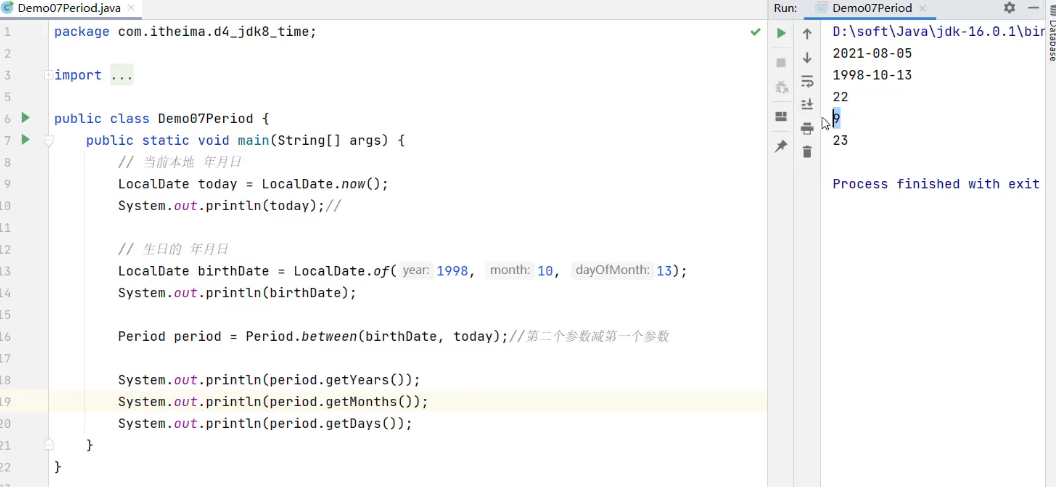 Demo07Period.java
Run: Demo07Period
1 package com.itheima.d4_jdk8_time;
2
3 import ...
5
6 public class Demo07Period {
7 public static void main(String[] args) {
8 // 当前本地 年月日
9 LocalDate today = LocalDate.now();
10 System.out.println(today);//
11
12 // 生日的 年月日
13 LocalDate birthDate = LocalDate.of( year: 1998, month: 10, dayOfMonth: 13);
14 System.out.println(birthDate);
15
16 Period period = Period.between(birthDate, today);//第二个参数减第一个参数
17
18 System.out.println(period.getYears());
19 System.out.println(period.getMonths());
20 System.out.println(period.getDays());
21 }
22 }
D:\soft\Java\jdk-16.0.1\bin
2021-08-05
1998-10-13
22
9
23
Process finished with exit
Database